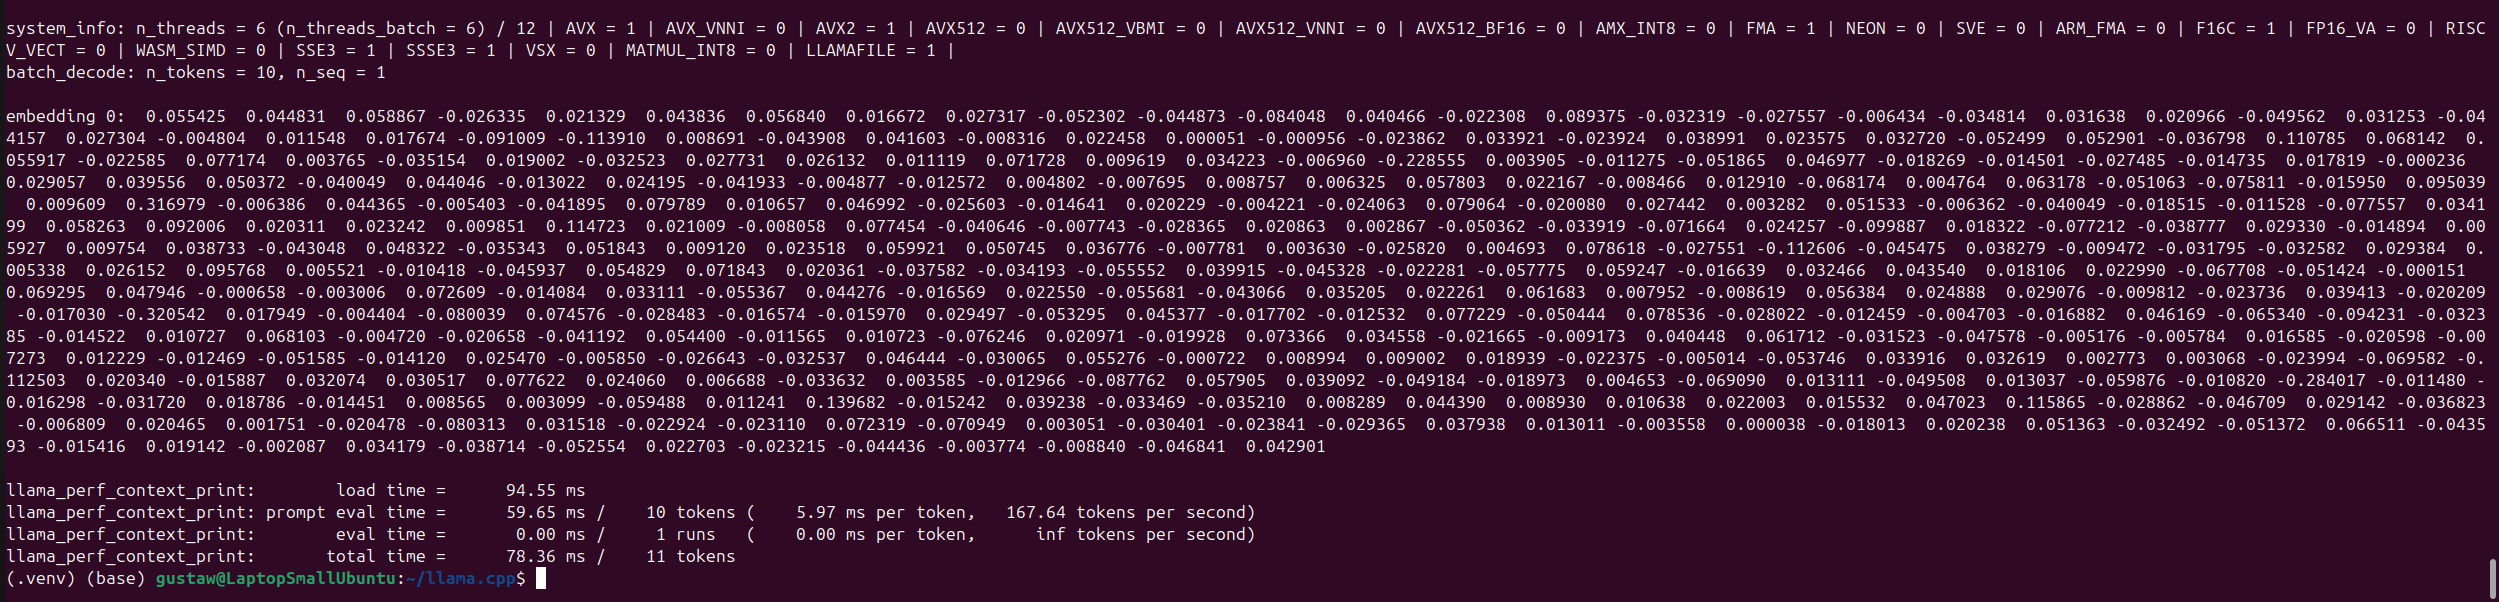 system_info: n_threads = 6 (n_threads_batch = 6) / 12 | AVX = 1 | AVX_VNNI = 0 | AVX2 = 1 | AVX512 = 0 | AVX512_VBMI = 0 | AVX512_VNNI = 0 | AVX512_BF16 = 0 | AMX_INT8 = 0 | FMA = 1 | NEON = 0 | SVE = 0 | ARM_FMA = 0 | F16C = 1 | FP16_VA = 0 | RISC
V_VECT = 0 | WASM_SIMD = 0 | SSE3 = 1 | SSSE3 = 1 | VSX = 0 | MATMUL_INT8 = 0 | LLAMAFILE = 1 |
batch_decode: n_tokens = 10, n_seq = 1
embedding 0:  0.055425  0.044831  0.058867 -0.026335  0.021329  0.043836  0.056840  0.016672  0.027317 -0.052302 -0.044873 -0.084048  0.040466 -0.022308  0.089375 -0.032319 -0.027557 -0.006434 -0.034814  0.031638  0.020966 -0.049562  0.031253 -0.04
4157  0.027304 -0.004804  0.011548  0.017674 -0.091009 -0.113910  0.008691 -0.043908  0.041603 -0.008316  0.022458  0.000051 -0.000956 -0.023862  0.033921 -0.023924  0.038991  0.023575  0.032720 -0.052499  0.052901 -0.036798  0.110785  0.068142  0.
055917 -0.022585  0.077174  0.003765 -0.035154  0.019002 -0.032523  0.027731  0.026132  0.011119  0.071728  0.009619  0.034223 -0.006960 -0.228555  0.003905 -0.011275 -0.051865  0.046977 -0.018269 -0.014501 -0.027485 -0.014735  0.017819 -0.000236
0.029057  0.039556  0.050372 -0.040049  0.044046 -0.013022  0.024195 -0.041933 -0.004877 -0.012572  0.004802 -0.007695  0.008757  0.006325  0.057803  0.022167 -0.008466  0.012910 -0.068174  0.004764  0.063178 -0.051063 -0.075811 -0.015950  0.095039
0.009609  0.316979 -0.006386  0.044365 -0.005403 -0.041895  0.079789  0.010657  0.046992 -0.025603 -0.014641  0.020229 -0.004221 -0.024063  0.079064 -0.020080  0.027442  0.003282  0.051533 -0.006362 -0.040049 -0.018515 -0.011528 -0.077557  0.0341
99  0.058263  0.092006  0.020311  0.023242  0.009851  0.114723  0.021009 -0.008058  0.077454 -0.040646 -0.007743 -0.028365  0.020863  0.002867 -0.050362 -0.033919 -0.071664  0.024257 -0.099887  0.018322 -0.077212 -0.038777  0.029330 -0.014894  0.00
5927  0.009754  0.038733 -0.043048  0.048322 -0.035343  0.051843  0.009120  0.023518  0.059921  0.050745  0.036776 -0.007781  0.003630 -0.025820  0.004693  0.078618 -0.027551 -0.112606 -0.045475  0.038279 -0.009472 -0.031795 -0.032582  0.029384  0.
005338  0.026152  0.095768  0.005521 -0.010418 -0.045937  0.054829  0.071843  0.020361 -0.037582 -0.034193 -0.055552  0.039915 -0.045328 -0.022281 -0.057775  0.059247 -0.016639  0.032466  0.043540  0.018106  0.022990 -0.067708 -0.051424 -0.000151
0.069295  0.047946 -0.000658 -0.003006  0.072609 -0.014084  0.033111 -0.055367  0.044276 -0.016569  0.022550 -0.055681 -0.043066  0.035205  0.022261  0.061683  0.007952 -0.008619  0.056384  0.024888  0.029076 -0.009812 -0.023736  0.039413 -0.020209
-0.017030 -0.320542  0.017949 -0.004404 -0.080039  0.074576 -0.028483 -0.016574 -0.015970  0.029497 -0.053295  0.045377 -0.017702 -0.012532  0.077229 -0.050444  0.078536 -0.028022 -0.012459 -0.004703 -0.016882  0.046169 -0.065340 -0.094231 -0.0323
85 -0.014522  0.010727  0.068103 -0.004720 -0.020658 -0.041192  0.054400 -0.011565  0.010723 -0.076246  0.020971 -0.019928  0.073366  0.034558 -0.021665 -0.009173  0.040448  0.061712 -0.031523 -0.047578 -0.005176 -0.005784  0.016585 -0.020598 -0.00
7273  0.012229 -0.012469 -0.051585 -0.014120  0.025470 -0.005850 -0.026643 -0.032537  0.046444 -0.030065  0.055276 -0.000722  0.008994  0.009002  0.018939 -0.022375 -0.005014 -0.053746  0.033916  0.032619  0.002773  0.003068 -0.023994 -0.069582 -0.
112503  0.020340 -0.015887  0.032074  0.030517  0.077622  0.024060  0.006688 -0.033632  0.003585 -0.012966 -0.087762  0.057905  0.039092 -0.049184 -0.018973  0.004653 -0.069090  0.013111 -0.049508  0.013037 -0.059876 -0.010820 -0.284017 -0.011480 -
0.016298 -0.031720  0.018786 -0.014451  0.008565  0.003099 -0.059488  0.011241  0.139682 -0.015242  0.039238 -0.033469 -0.035210  0.008289  0.044390  0.008930  0.010638  0.022003  0.015532  0.047023  0.115865 -0.028862 -0.046709  0.029142 -0.036823
-0.006809  0.020465  0.001751 -0.020478 -0.080313  0.031518 -0.022924 -0.023110  0.072319 -0.070949  0.003051 -0.030401 -0.023841 -0.029365  0.037938  0.013011 -0.003558  0.000038 -0.018013  0.020238  0.051363 -0.032492 -0.051372  0.066511 -0.0435
93 -0.015416  0.019142 -0.002087  0.034179 -0.038714 -0.052554  0.022703 -0.023215 -0.044436 -0.003774 -0.008840 -0.046841  0.042901
llama_perf_context_print:        load time =      94.55 ms
llama_perf_context_print: prompt eval time =      59.65 ms /    10 tokens (    5.97 ms per token,   167.64 tokens per second)
llama_perf_context_print:        eval time =       0.00 ms /     1 runs   (    0.00 ms per token,      inf tokens per second)
llama_perf_context_print:       total time =      78.36 ms /    11 tokens
(.venv) (base) gustaw@LaptopSmallUbuntu:~/llama.cpp$